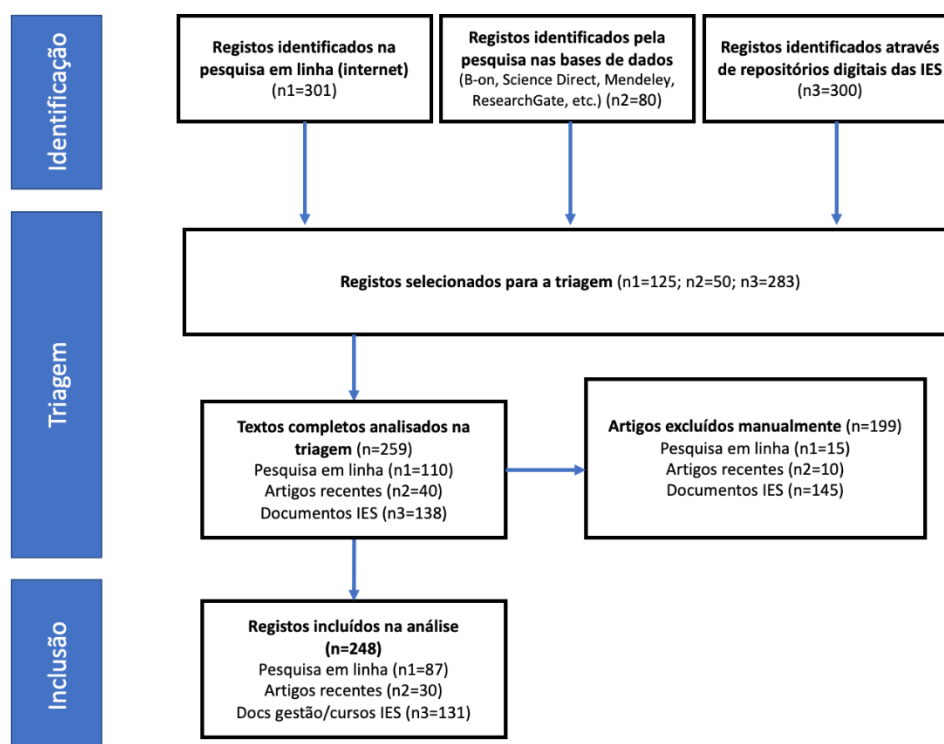 Identificação
Registos identificados na
pesquisa em linha (internet)
(n1=301)
Registos identificados pela
pesquisa nas bases de dados
(B-on, Science Direct, Mendeley,
ResearchGate, etc.) (n2=80)
Registos identificados através
de repositórios digitais das IES
(n3=300)
Triagem
Registos selecionados para a triagem (n1=125; n2=50; n3=283)
Textos completos analisados na
triagem (n=259)
Pesquisa em linha (n1=110)
Artigos recentes (n2=40)
Documentos IES (n3=138)
Artigos excluídos manualmente (n=199)
Pesquisa em linha (n1=15)
Artigos recentes (n2=10)
Documentos IES (n=145)
Inclusão
Registos incluídos na análise
(n=248)
Pesquisa em linha (n1=87)
Artigos recentes (n2=30)
Docs gestão/cursos IES (n3=131)